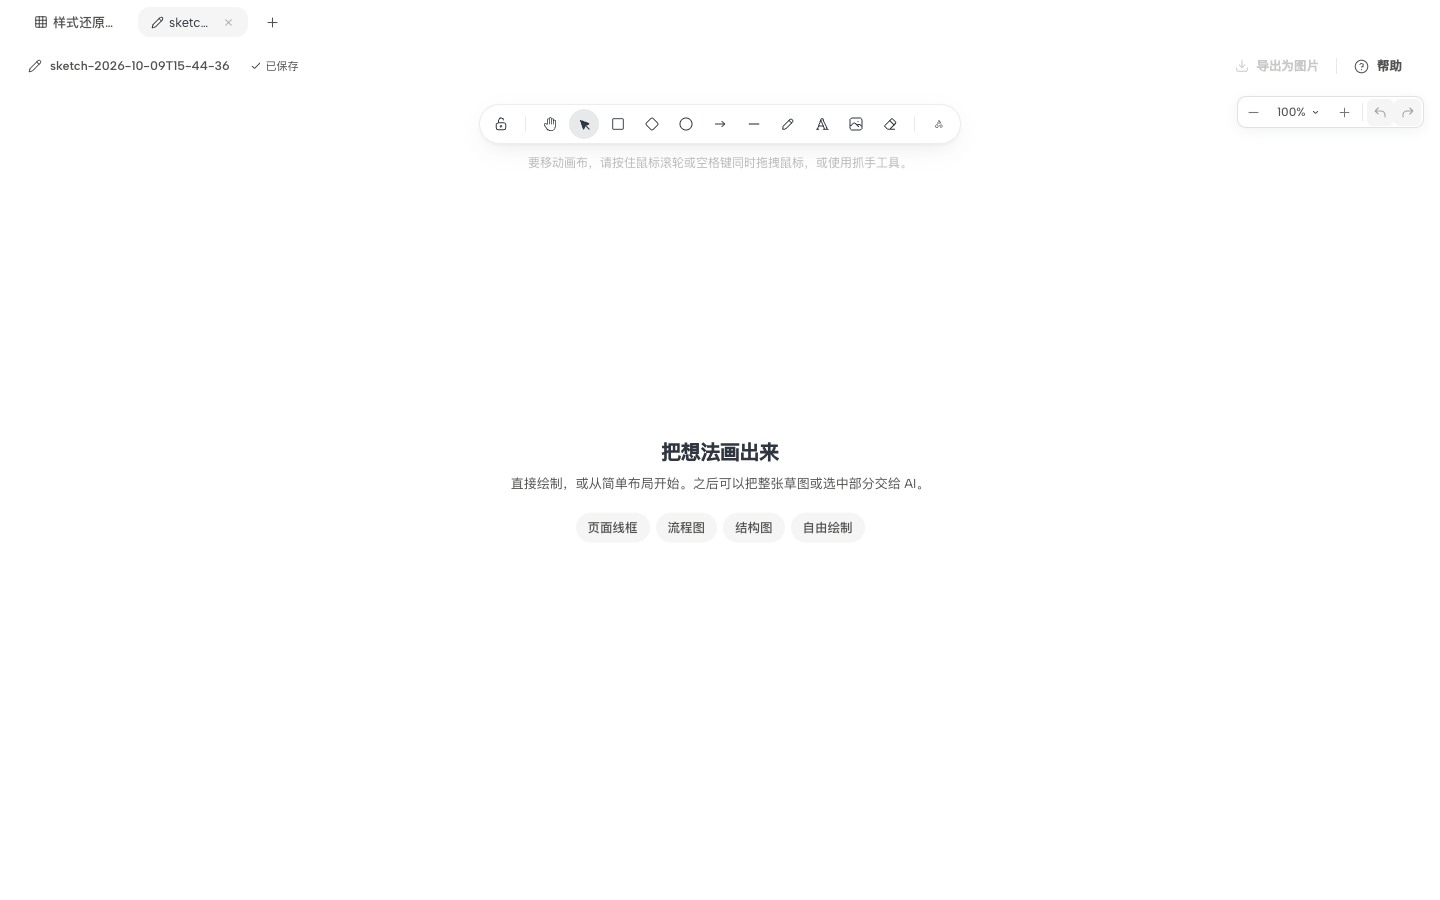 样式还原...
sketc...
sketch-2026-10-09T15-44-36
已保存
导出为图片
帮助
100%
要移动画布，请按住鼠标滚轮或空格键同时拖拽鼠标，或使用抓手工具。
把想法画出来
直接绘制，或从简单布局开始。之后可以把整张草图或选中部分交给 AI。
页面线框
流程图
结构图
自由绘制